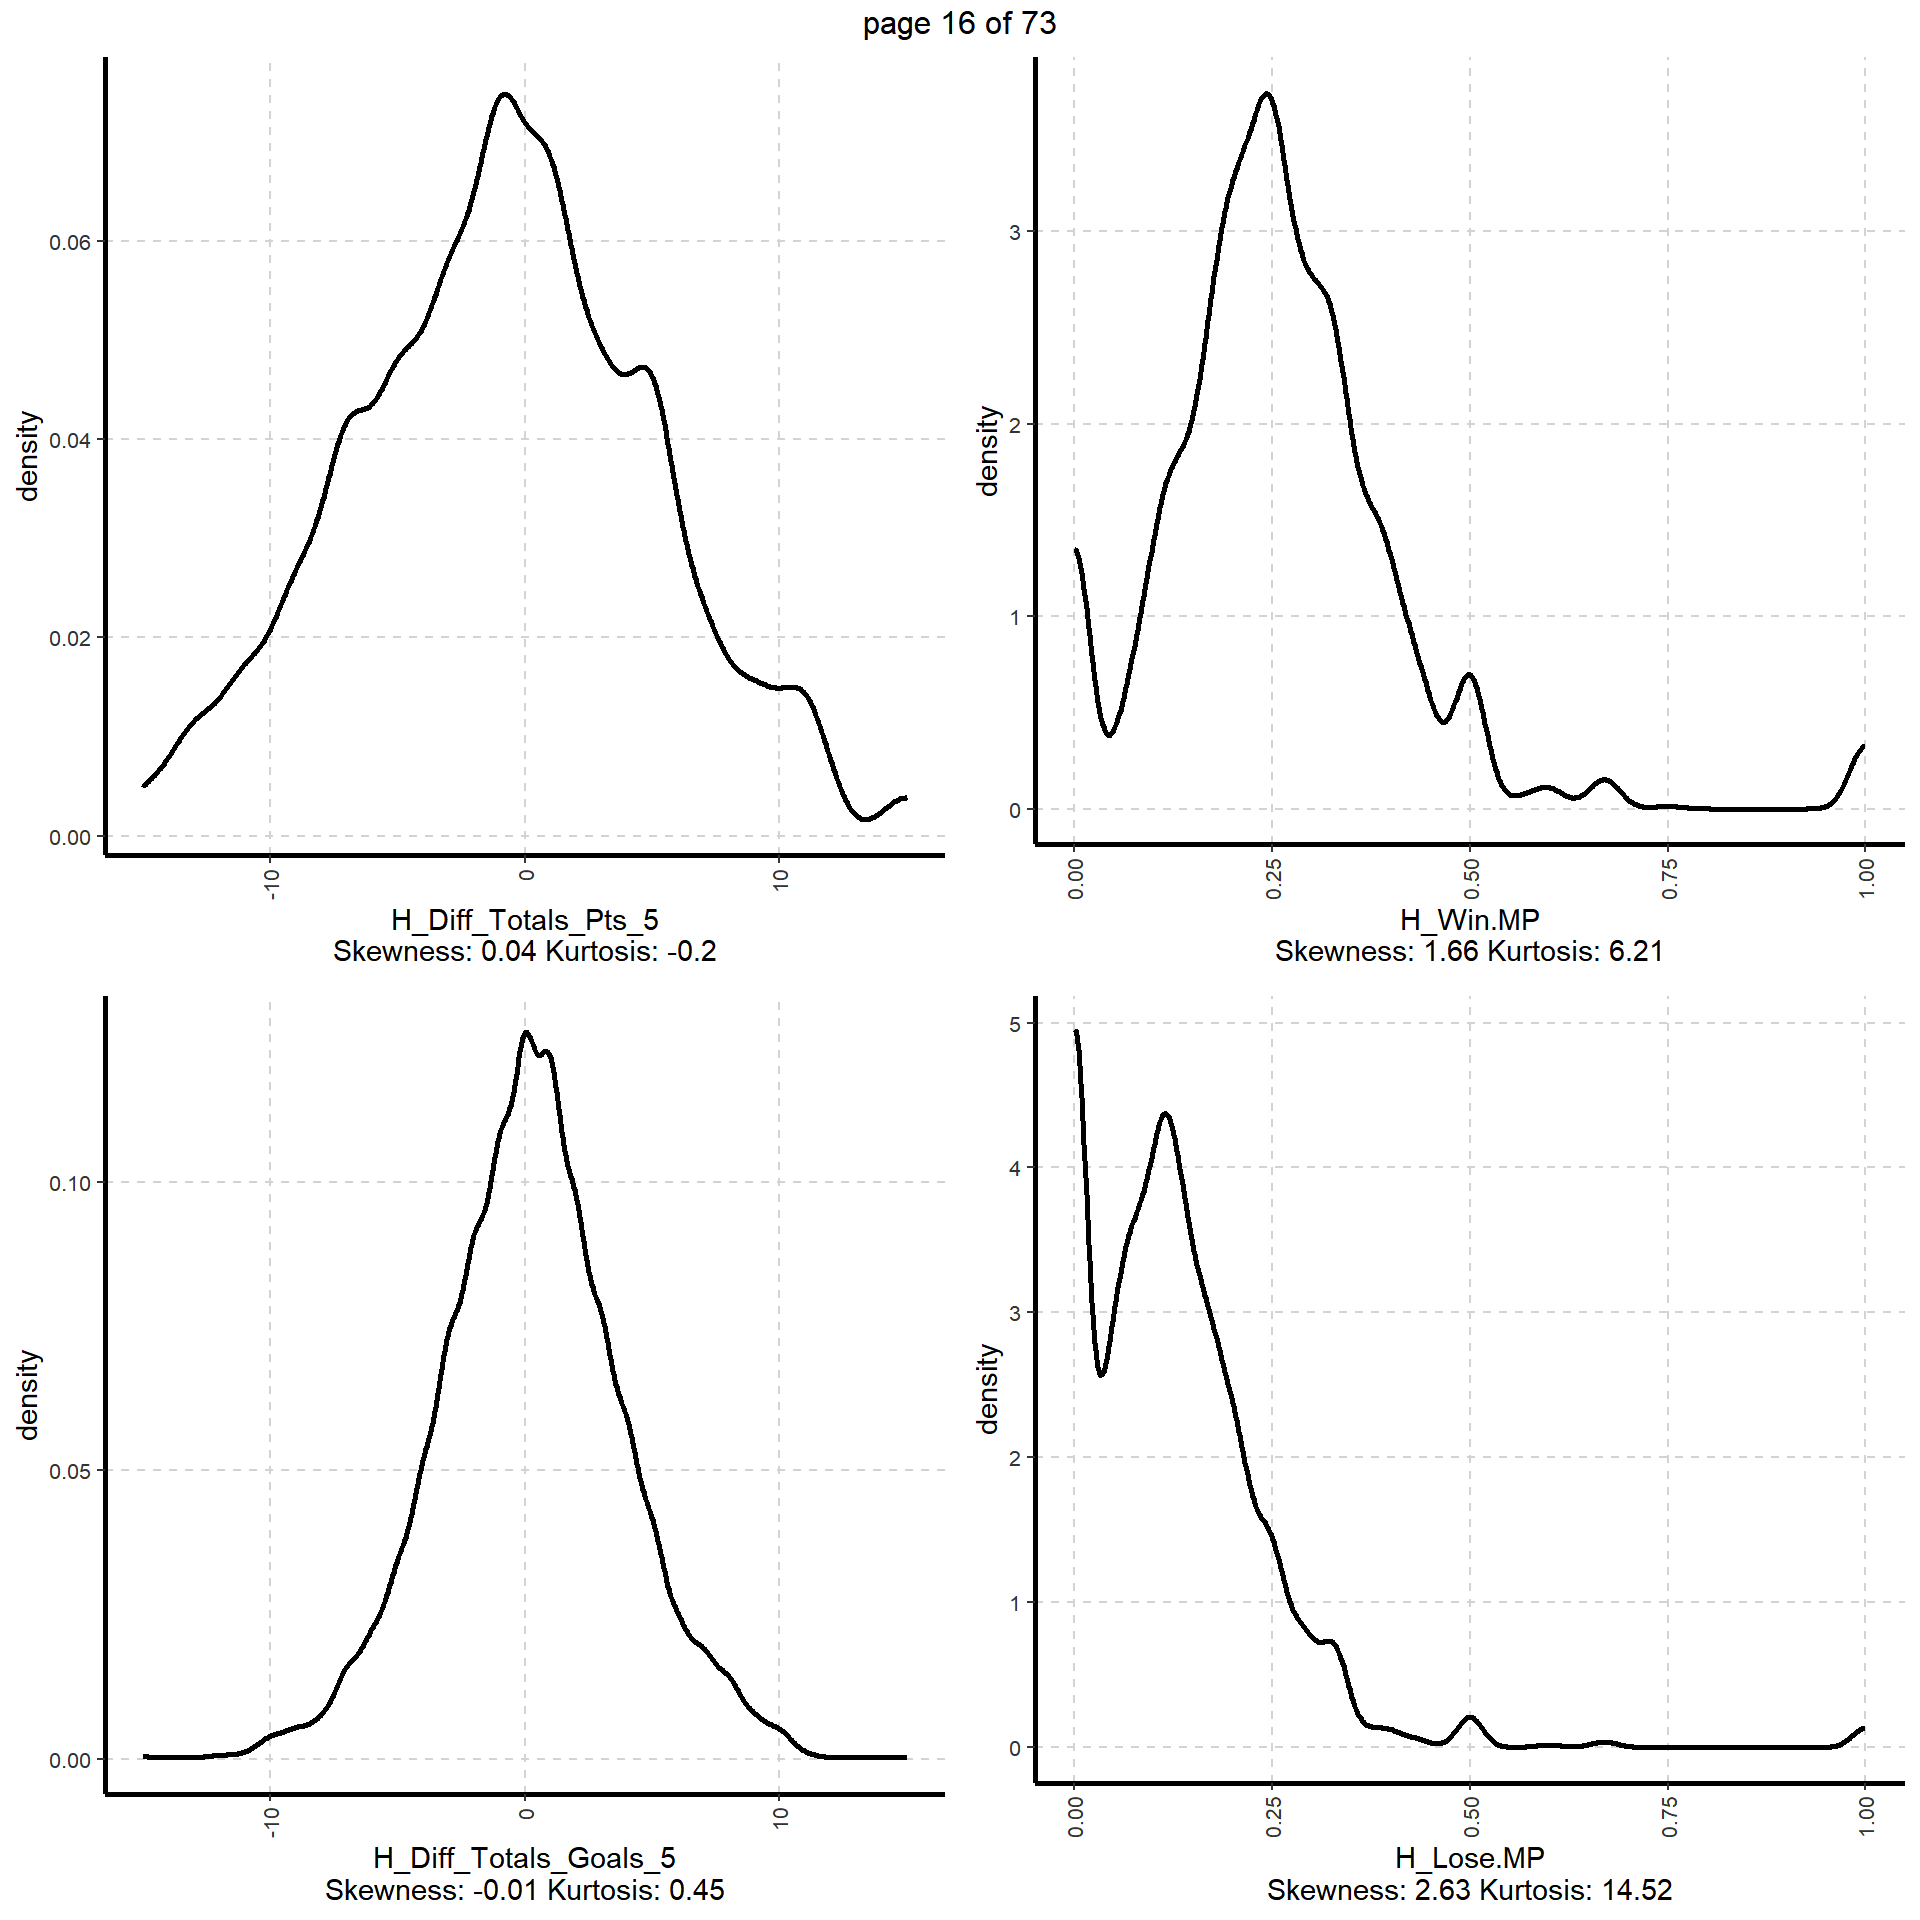 page 16 of 73
density
0.06
0.04
0.02
0.00
-10
0
10
H_Diff_Totals_Pts_5
Skewness: 0.04 Kurtosis: -0.2
density
3
2
1
0
0.00
0.25
0.50
0.75
1.00
H_Win.MP
Skewness: 1.66 Kurtosis: 6.21
density
0.10
0.05
0.00
-10
0
10
H_Diff_Totals_Goals_5
Skewness: -0.01 Kurtosis: 0.45
density
5
4
3
2
1
0
0.00
0.25
0.50
0.75
1.00
H_Lose.MP
Skewness: 2.63 Kurtosis: 14.52